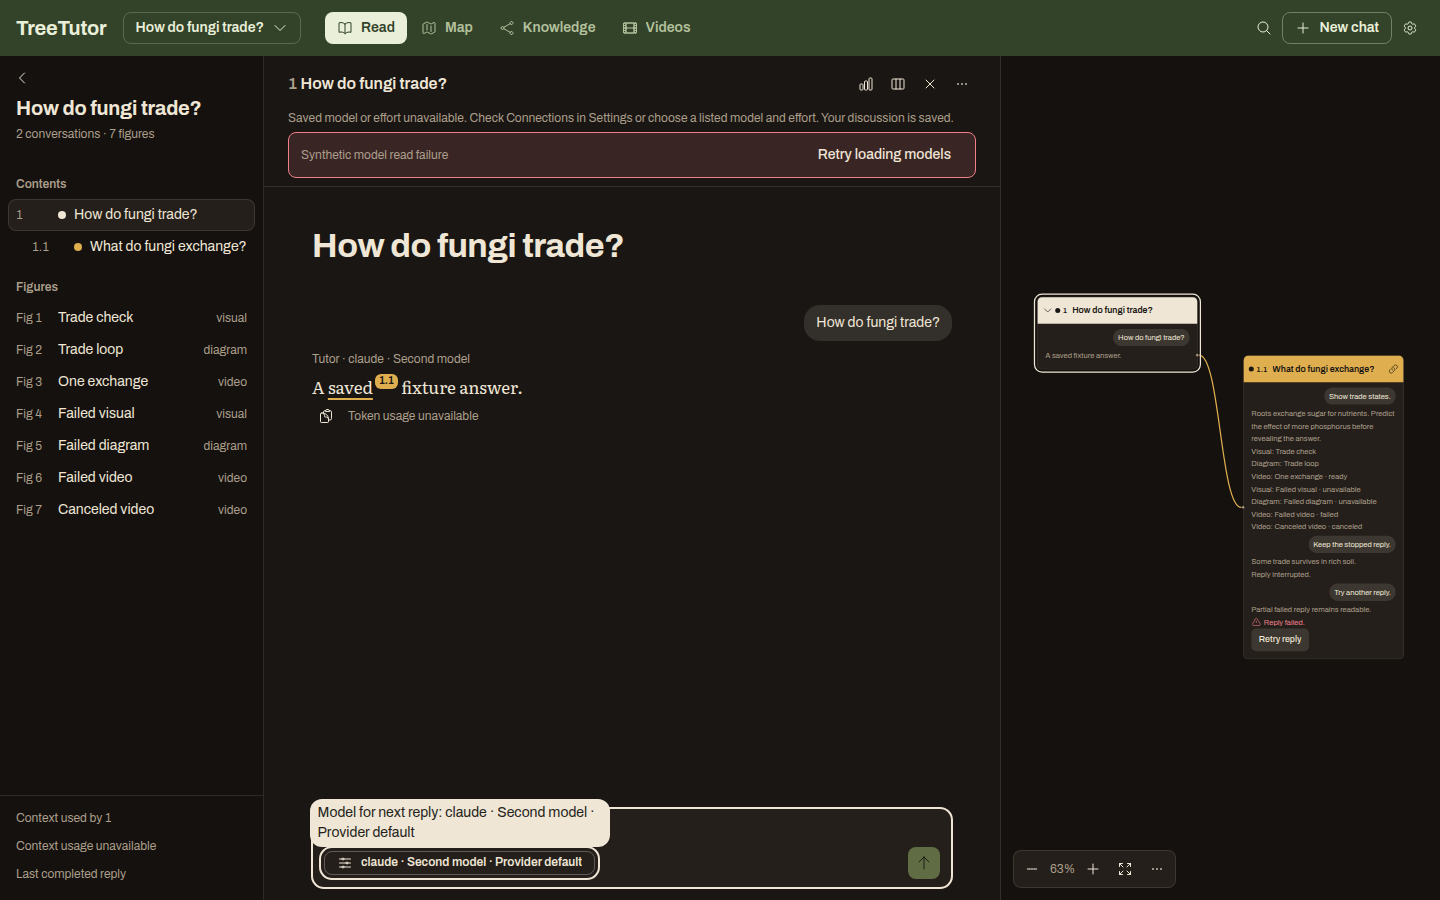 TreeTutor
How do fungi trade?
Read
Map
Knowledge
Videos
New chat
How do fungi trade?
2 conversations · 7 figures
Contents
1 How do fungi trade?
1.1 What do fungi exchange?
Figures
Fig 1 Trade check visual
Fig 2 Trade loop diagram
Fig 3 One exchange video
Fig 4 Failed visual visual
Fig 5 Failed diagram diagram
Fig 6 Failed video video
Fig 7 Canceled video video
Context used by 1
Context usage unavailable
Last completed reply
1 How do fungi trade?
Saved model or effort unavailable. Check Connections in Settings or choose a listed model and effort. Your discussion is saved.
Synthetic model read failure
Retry loading models
How do fungi trade?
How do fungi trade?
Tutor · claude · Second model
A saved 1.1 fixture answer.
Token usage unavailable
Model for next reply: claude · Second model ·
Provider default
claude · Second model · Provider default
1 How do fungi trade?
How do fungi trade?
A saved fixture answer.
1.1 What do fungi exchange?
Show trade states.
Roots exchange sugar for nutrients. Predict
the effect of more phosphorus before
revealing the answer.
Visual: Trade check
Diagram: Trade loop
Video: One exchange · ready
Visual: Failed visual · unavailable
Diagram: Failed diagram · unavailable
Video: Failed video · failed
Video: Canceled video · canceled
Keep the stopped reply.
Some trade survives in rich soil.
Reply interrupted.
Try another reply.
Partial failed reply remains readable.
Reply failed.
Retry reply
63%